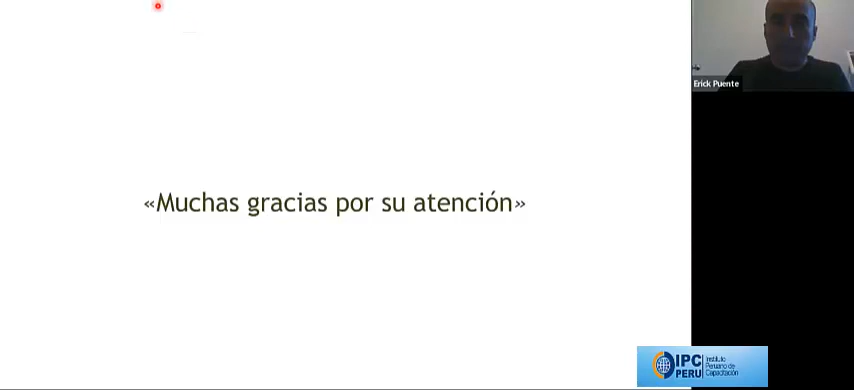 Erick Puente
«Muchas gracias por su atención»
IPC
PERU
Instituto
Peruano de
Capacitación